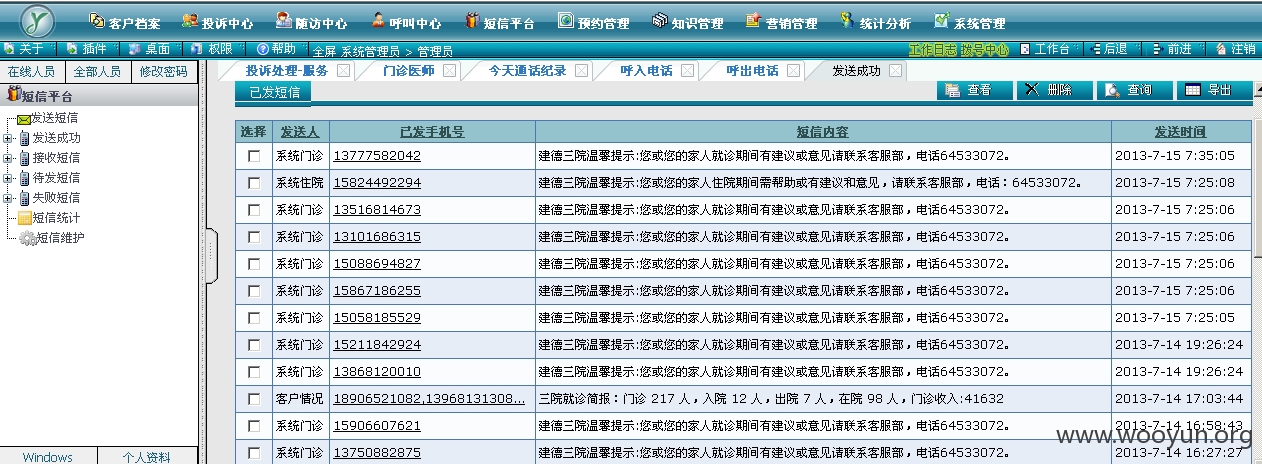 客户档案 投诉中心 随访中心 呼叫中心 短信平台 预约管理 知识管理 营销管理 统计分析 系统管理
关于 插件 桌面 权限 帮助 全屏 系统管理员 > 管理员 工作日志 拨号中心 工作台 后退 前进 注销
在线人员 全部人员 修改密码
投诉处理-服务 门诊医师 今天通话纪录 呼入电话 呼出电话 发送成功
短信平台
发送短信
发送成功
接收短信
待发短信
失败短信
短信统计
短信维护
Windows 个人资料
已发短信 查看 删除 查询 导出
选择 发送人 已发手机号 短信内容 发送时间
系统门诊 13777582042 建德三院温馨提示:您或您的家人就诊期间有建议或意见请联系客服部，电话64533072。 2013-7-15 7:35:05
系统住院 15824492294 建德三院温馨提示:您或您的家人住院期间需帮助或有建议和意见，请联系客服部，电话：64533072。 2013-7-15 7:25:08
系统门诊 13516814673 建德三院温馨提示:您或您的家人就诊期间有建议或意见请联系客服部，电话64533072。 2013-7-15 7:25:06
系统门诊 13101686315 建德三院温馨提示:您或您的家人就诊期间有建议或意见请联系客服部，电话64533072。 2013-7-15 7:25:06
系统门诊 15088694827 建德三院温馨提示:您或您的家人就诊期间有建议或意见请联系客服部，电话64533072。 2013-7-15 7:25:06
系统门诊 15867186255 建德三院温馨提示:您或您的家人就诊期间有建议或意见请联系客服部，电话64533072。 2013-7-15 7:25:06
系统门诊 15058185529 建德三院温馨提示:您或您的家人就诊期间有建议或意见请联系客服部，电话64533072。 2013-7-15 7:25:05
系统门诊 15211842924 建德三院温馨提示:您或您的家人就诊期间有建议或意见请联系客服部，电话64533072。 2013-7-14 19:26:24
系统门诊 13868120010 建德三院温馨提示:您或您的家人就诊期间有建议或意见请联系客服部，电话64533072。 2013-7-14 19:26:24
客户情况 18906521082,13968131308... 三院就诊简报：门诊 217 人，入院 12 人，出院 7 人，在院 98 人，门诊收入:41632 2013-7-14 17:03:44
系统门诊 15906607621 建德三院温馨提示:您或您的家人就诊期间有建议或意见请联系客服部，电话64533072。 2013-7-14 16:58:43
系统门诊 13750882875 建德三院温馨提示:您或您的家人就诊期间有建议或意见请联系客服部，电话64533072。 2013-7-14 16:27:27
www.wooyun.org